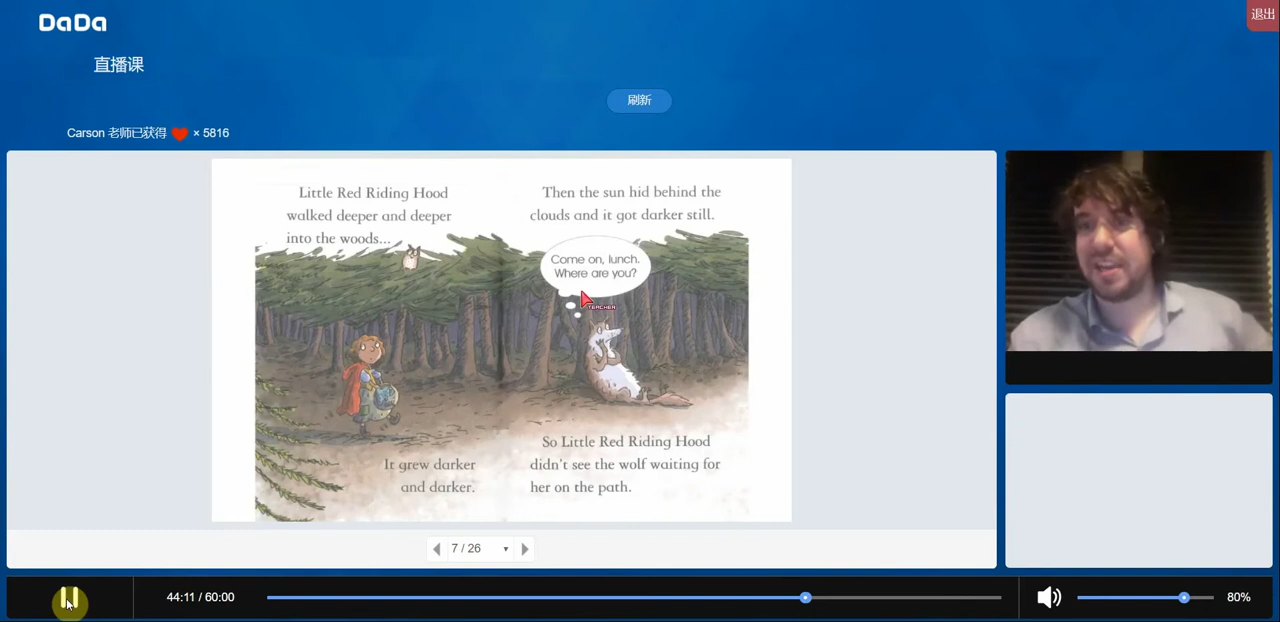 DaDa
退出
直播课
刷新
Carson 老师已获得 × 5816
Little Red Riding Hood
walked deeper and deeper
into the woods...
It grew darker
and darker.
Then the sun hid behind the
clouds and it got darker still.
Come on, lunch.
Where are you?
TEACHER
So Little Red Riding Hood
didn't see the wolf waiting for
her on the path.
7 / 26
44:11 / 60:00
80%